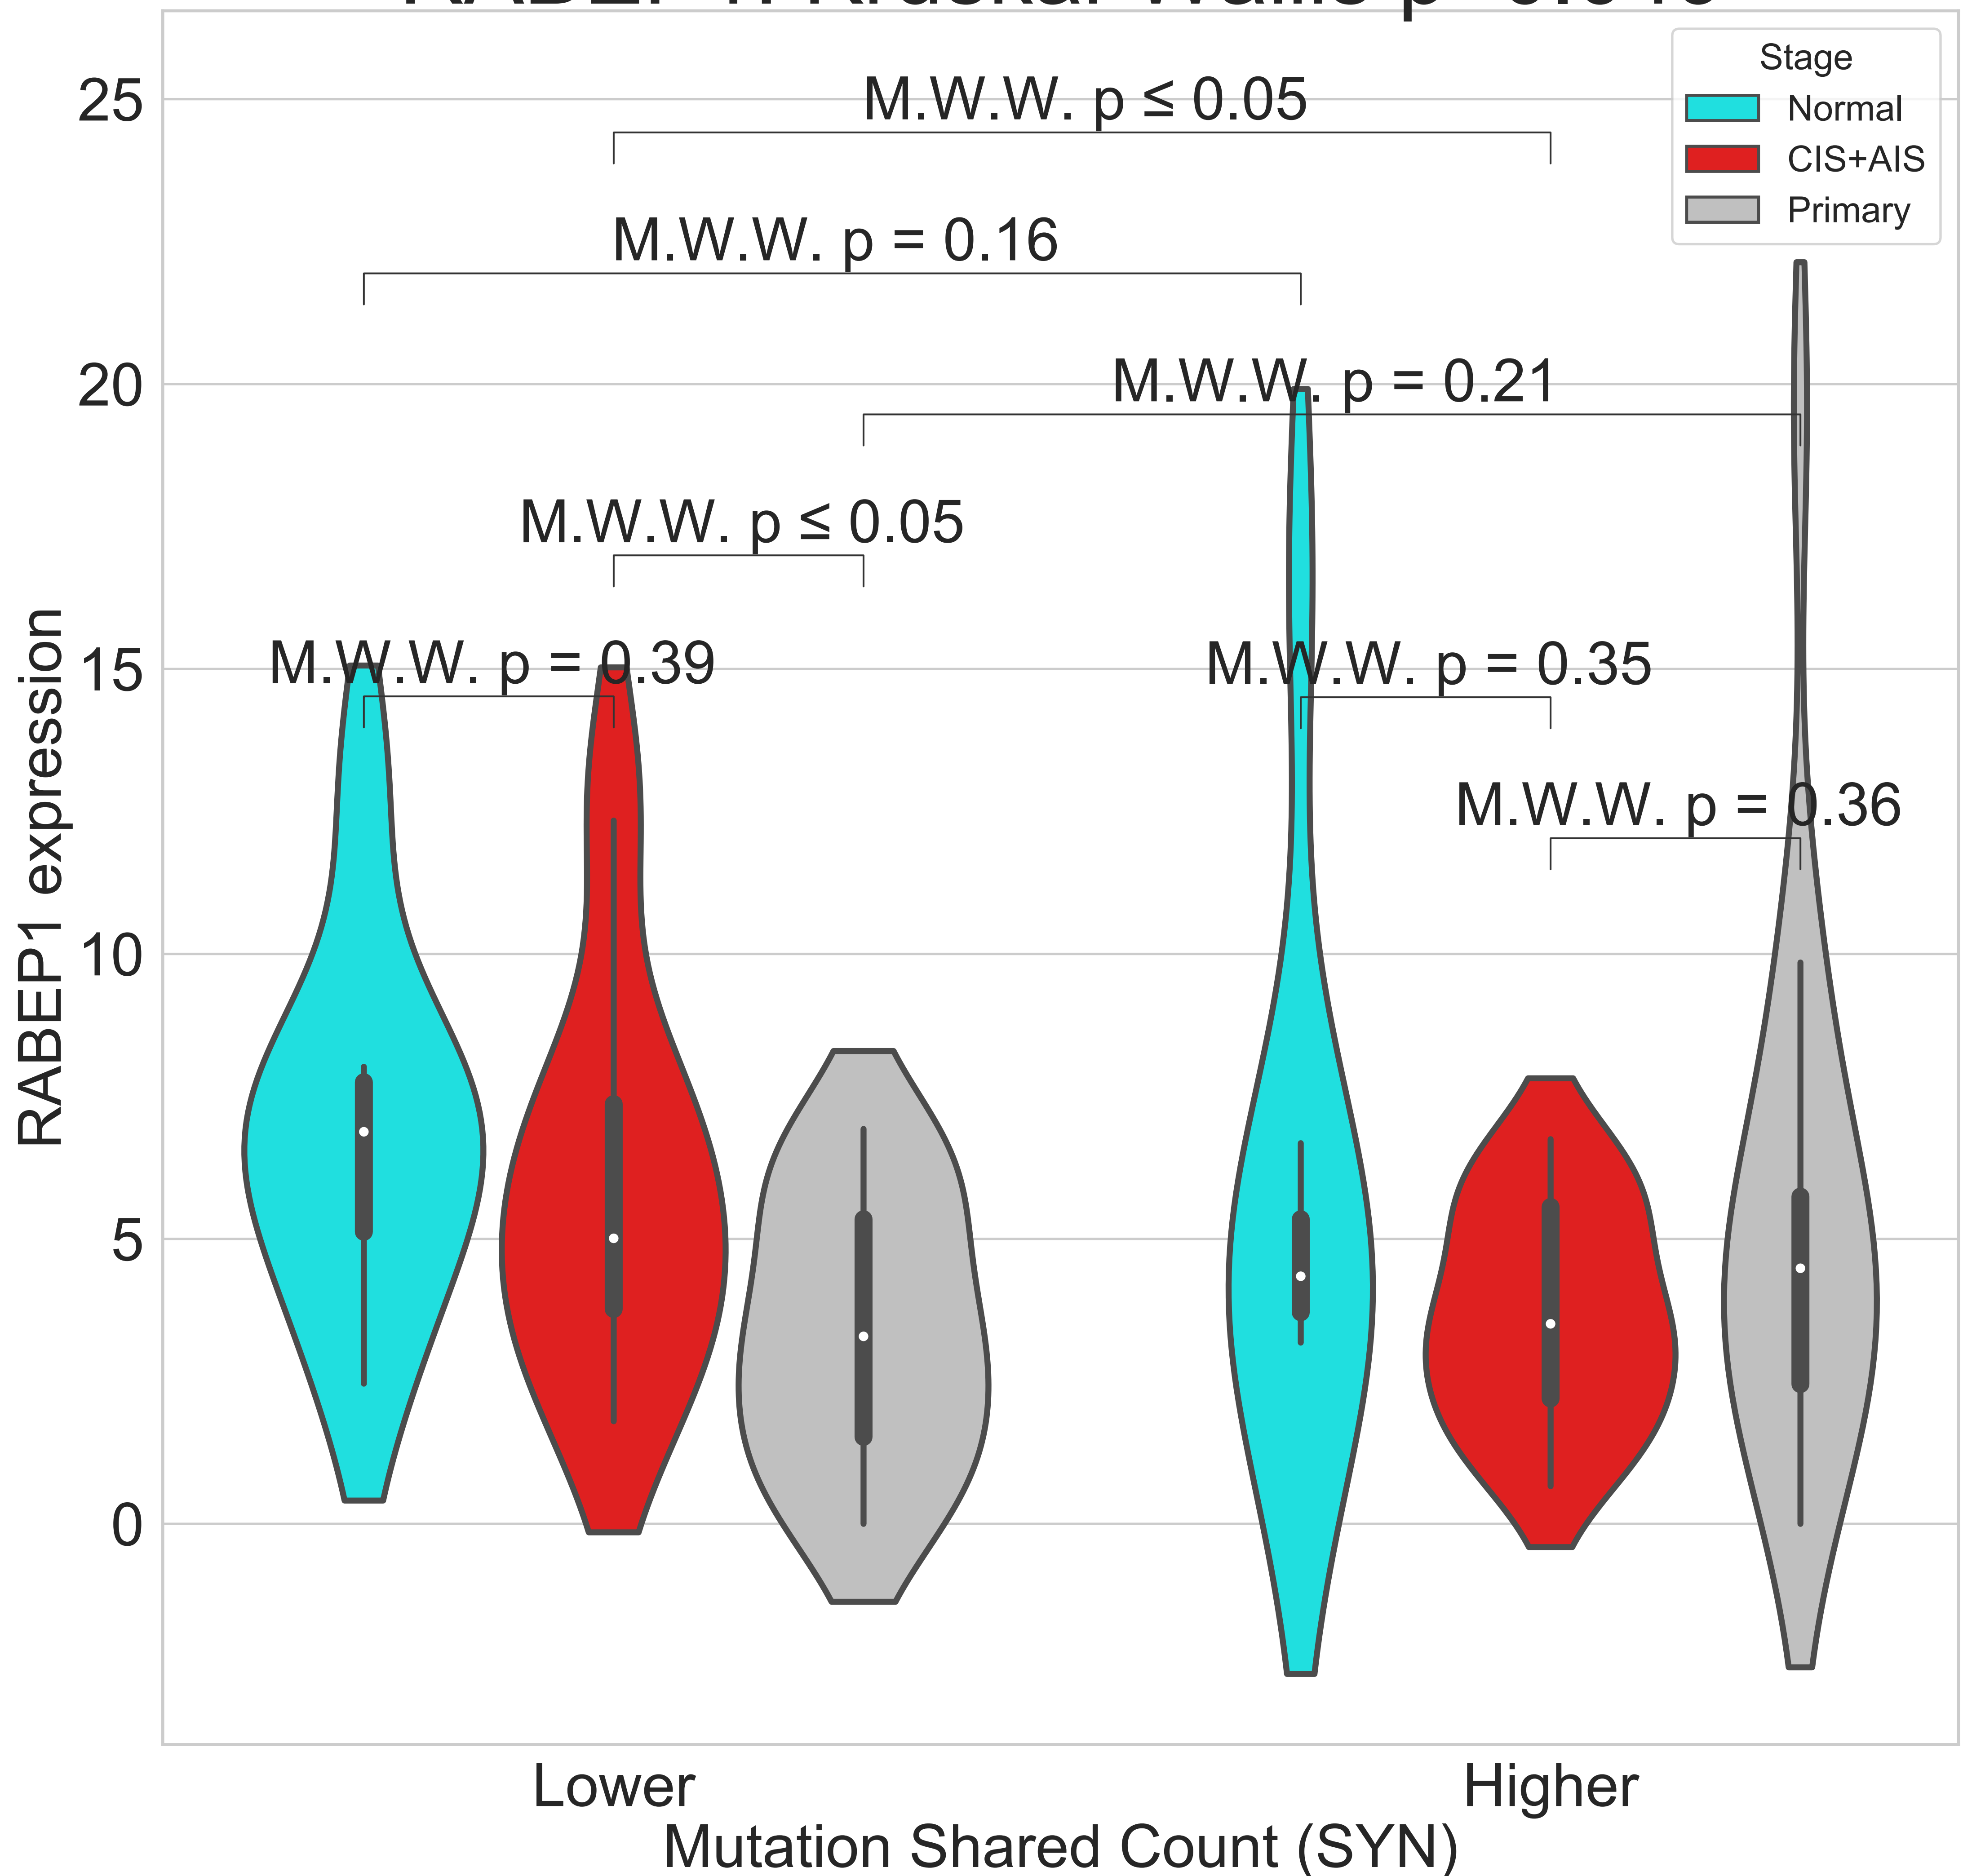 Stage
Normal
CIS+AIS
Primary
M.W.W. p ≤ 0.05
M.W.W. p = 0.16
M.W.W. p = 0.21
M.W.W. p ≤ 0.05
M.W.W. p = 0.39
M.W.W. p = 0.35
M.W.W. p = 0.36
25
20
15
10
5
0
RABEP1 expression
Lower
Higher
Mutation Shared Count (SYN)